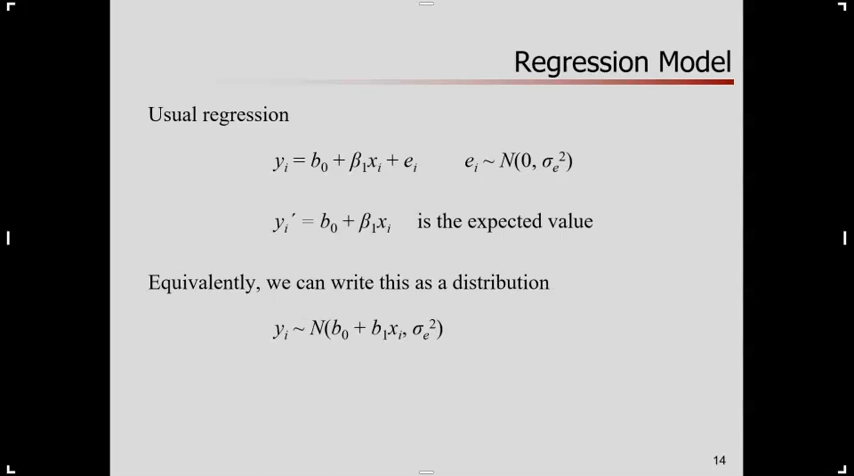 Regression Model
Usual regression
yᵢ = b₀ + β₁xᵢ + eᵢ eᵢ ~ N(0, σₑ²)
yᵢ´ = b₀ + β₁xᵢ is the expected value
Equivalently, we can write this as a distribution
yᵢ ~ N(b₀ + b₁xᵢ, σₑ²)
14